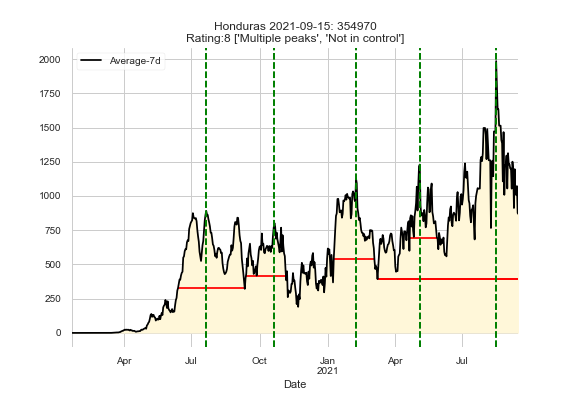 Honduras 2021-09-15: 354970
Rating:8 ['Multiple peaks', 'Not in control']
Average-7d
2000
1750
1500
1250
1000
750
500
250
0
Apr Jul Oct Jan Apr Jul
2021
Date